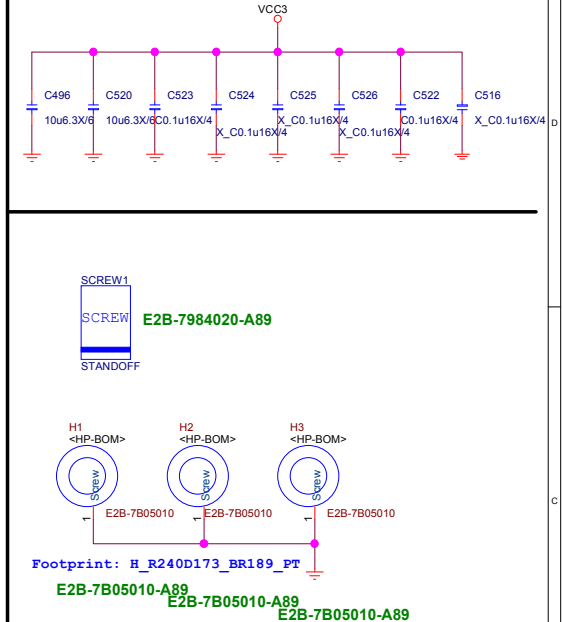 VCC3
C496
C520
C523
C524
C525
C526
C522
C516
10u6.3X/6
10u6.3X/6
C0.1u16X/4
X_C0.1u16X/4
X_C0.1u16X/4
X_C0.1u16X/4
C0.1u16X/4
X_C0.1u16X/4
D
SCREW1
SCREW
E2B-7984020-A89
STANDOFF
H1
H2
H3
<HP-BOM>
<HP-BOM>
<HP-BOM>
Screw
Screw
Screw
C
1
E2B-7B05010
1
E2B-7B05010
1
E2B-7B05010
Footprint: H_R240D173_BR189_PT
E2B-7B05010-A89
E2B-7B05010-A89
E2B-7B05010-A89